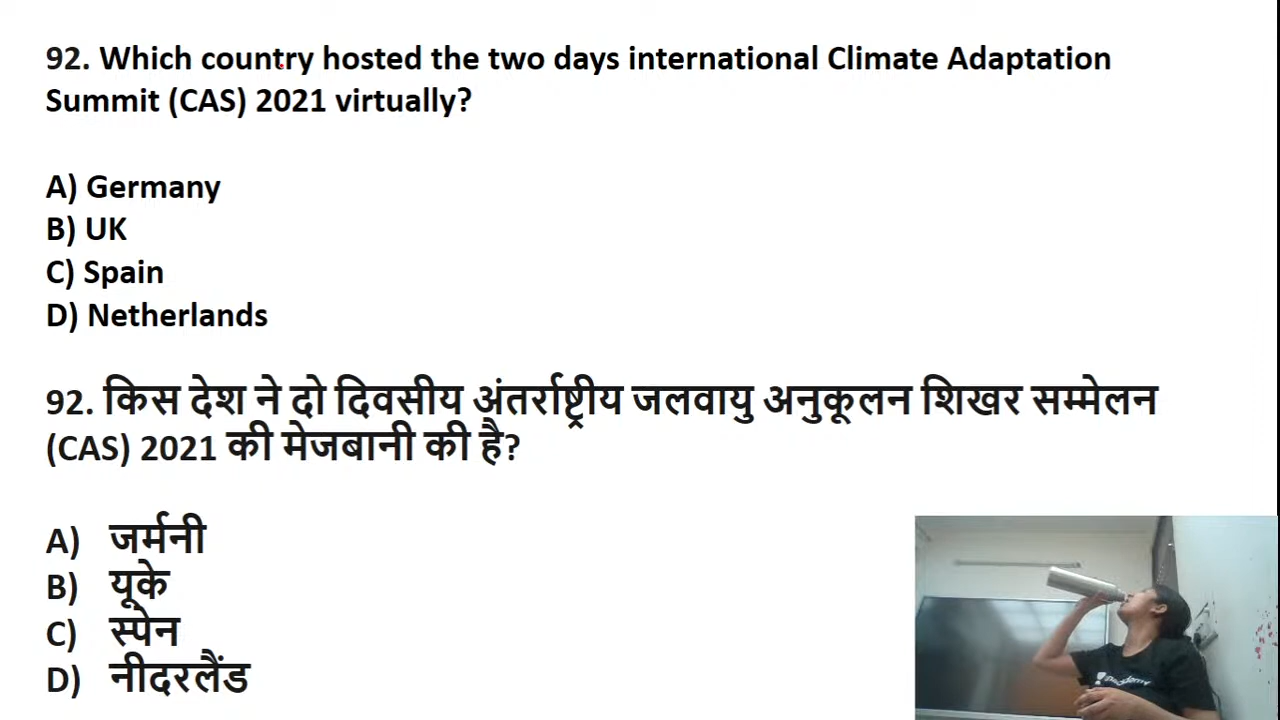 92. Which country hosted the two days international Climate Adaptation
Summit (CAS) 2021 virtually?
A) Germany
B) UK
C) Spain
D) Netherlands
92. किस देश ने दो दिवसीय अंतर्राष्ट्रीय जलवायु अनुकूलन शिखर सम्मेलन
(CAS) 2021 की मेजबानी की है?
A) जर्मनी
B) यूके
C) स्पेन
D) नीदरलैंड